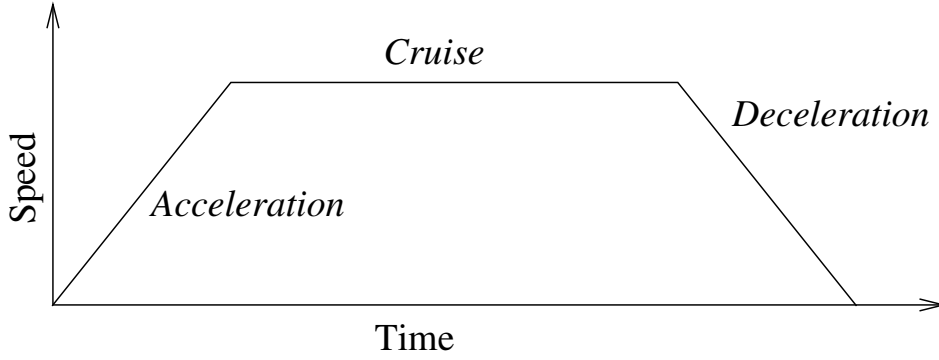 Cruise
Deceleration
Speed
Acceleration
Time